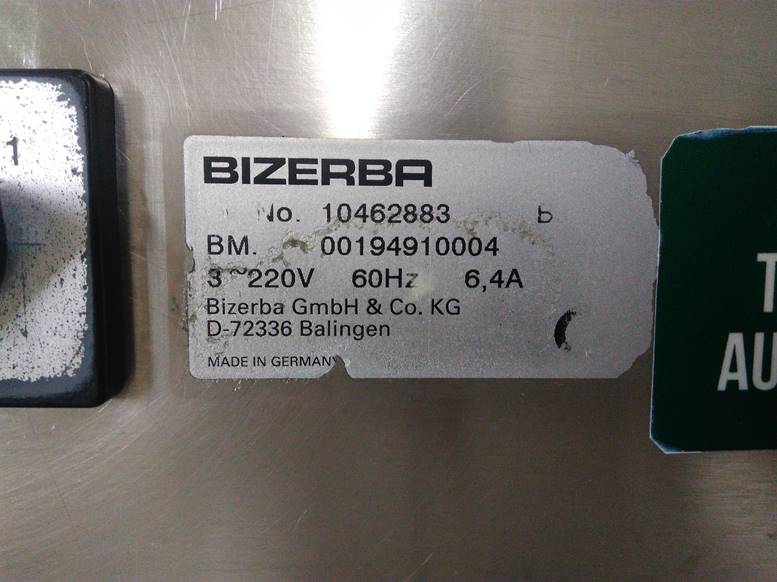 1
BIZERBA
No. 10462883 b
BM. 00194910004
3~220V 60Hz 6,4A
Bizerba GmbH & Co. KG
D-72336 Balingen
MADE IN GERMANY
T
AU